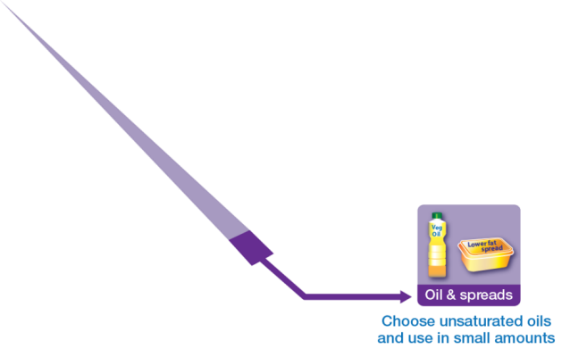 Veg
Oil
Lower fat
spread
Oil & spreads
Choose unsaturated oils
and use in small amounts